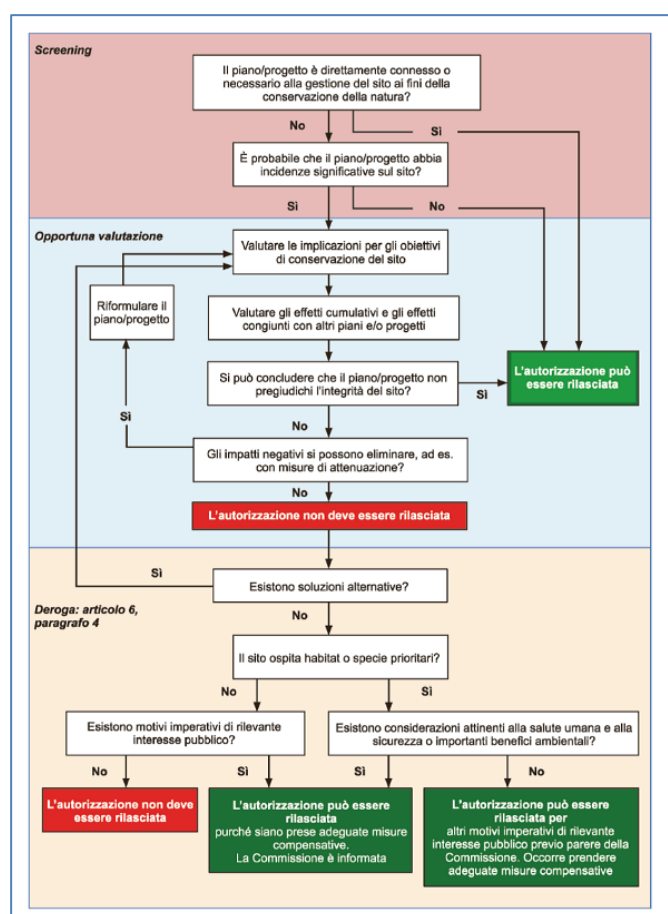 Screening
Il piano/progetto è direttamente connesso o
necessario alla gestione del sito ai fini della
conservazione della natura?
No
Sì
È probabile che il piano/progetto abbia
incidenze significative sul sito?
Sì
No
Opportuna valutazione
Valutare le implicazioni per gli obiettivi
di conservazione del sito
Riformulare il
piano/progetto
Valutare gli effetti cumulativi e gli effetti
congiunti con altri piani e/o progetti
Si può concludere che il piano/progetto non
pregiudichi l'integrità del sito?
Sì
L'autorizzazione può
essere rilasciata
Sì
No
Gli impatti negativi si possono eliminare, ad es.
con misure di attenuazione?
No
L'autorizzazione non deve essere rilasciata
Sì
Esistono soluzioni alternative?
Deroga: articolo 6,
paragrafo 4
No
Il sito ospita habitat o specie prioritari?
No
Sì
Esistono motivi imperativi di rilevante
interesse pubblico?
Esistono considerazioni attinenti alla salute umana e alla
sicurezza o importanti benefici ambientali?
No
Sì
Sì
No
L'autorizzazione non deve
essere rilasciata
L'autorizzazione può essere
rilasciata
purché siano prese adeguate misure
compensative.
La Commissione è informata
L'autorizzazione può essere
rilasciata per
altri motivi imperativi di rilevante
interesse pubblico previo parere della
Commissione. Occorre prendere
adeguate misure compensative